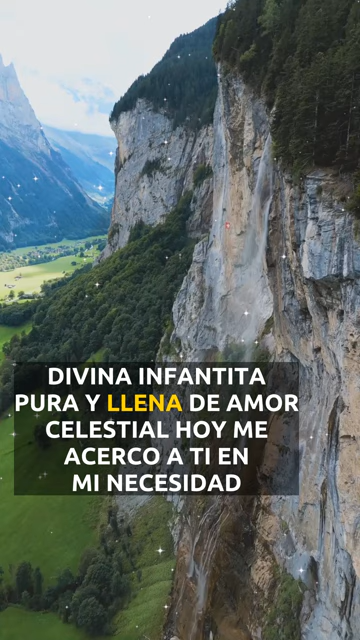 DIVINA INFANTITA
PURA Y LLENA DE AMOR
CELESTIAL HOY ME
ACERCO A TI EN
MI NECESIDAD